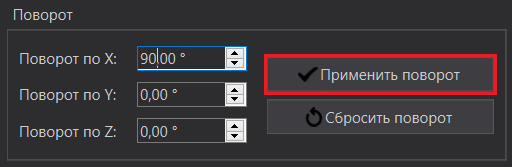 Поворот
Поворот по X: 90,00 °
Поворот по Y: 0,00 °
Поворот по Z: 0,00 °
Применить поворот
Сбросить поворот